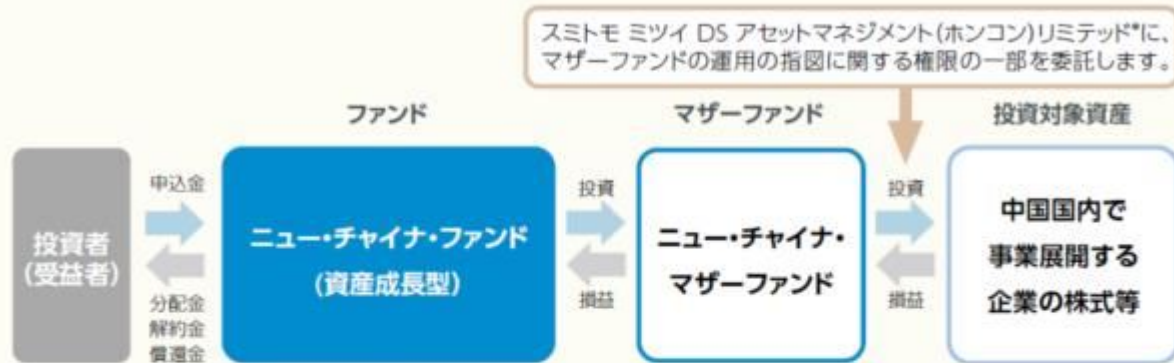 スミトモ ミツイ DS アセットマネジメント(ホンコン)リミテッド*に、
マザーファンドの運用の指図に関する権限の一部を委託します。
ファンド
マザーファンド
投資対象資産
投資者
(受益者)
申込金
分配金
解約金
償還金
ニュー・チャイナ・ファンド
(資産成長型)
投資
損益
ニュー・チャイナ・
マザーファンド
投資
損益
中国国内で
事業展開する
企業の株式等